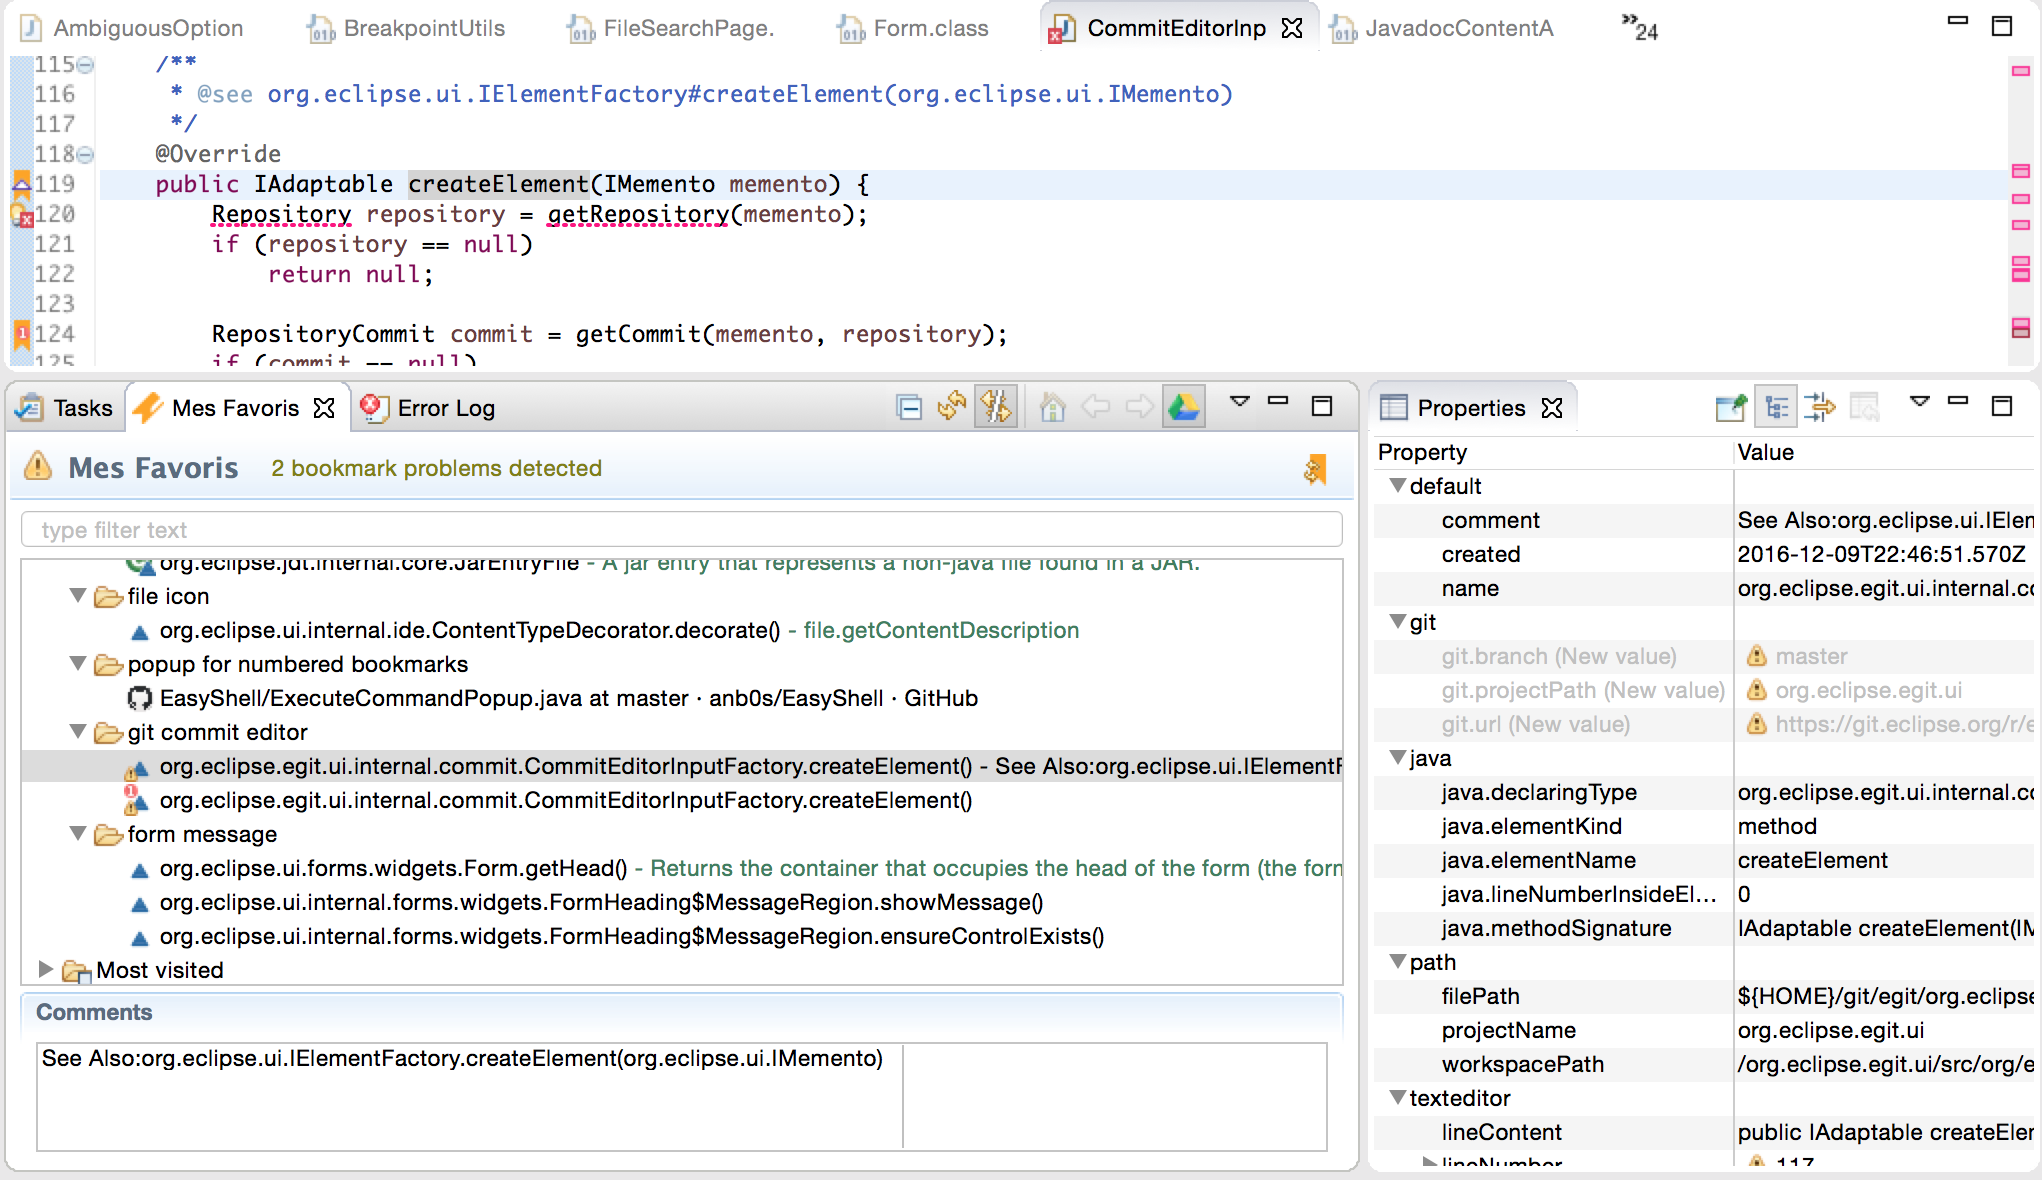 AmbiguousOption BreakpointUtils FileSearchPage. Form.class CommitEditorInp JavadocContentA »24
115 /**
116 * @see org.eclipse.ui.IElementFactory#createElement(org.eclipse.ui.IMemento)
117 */
118 @Override
119 public IAdaptable createElement(IMemento memento) {
120 Repository repository = getRepository(memento);
121 if (repository == null)
122 return null;
123
124 RepositoryCommit commit = getCommit(memento, repository);
125 if (commit == null)
Tasks Mes Favoris Error Log
Mes Favoris 2 bookmark problems detected
type filter text
org.eclipse.jdt.internal.core.JarEntryFile - A jar entry that represents a non-java file found in a JAR.
file icon
org.eclipse.ui.internal.ide.ContentTypeDecorator.decorate() - file.getContentDescription
popup for numbered bookmarks
EasyShell/ExecuteCommandPopup.java at master · anb0s/EasyShell · GitHub
git commit editor
org.eclipse.egit.ui.internal.commit.CommitEditorInputFactory.createElement() - See Also:org.eclipse.ui.IElementF
org.eclipse.egit.ui.internal.commit.CommitEditorInputFactory.createElement()
form message
org.eclipse.ui.forms.widgets.Form.getHead() - Returns the container that occupies the head of the form (the forn
org.eclipse.ui.internal.forms.widgets.FormHeading$MessageRegion.showMessage()
org.eclipse.ui.internal.forms.widgets.FormHeading$MessageRegion.ensureControlExists()
Most visited
Comments
See Also:org.eclipse.ui.IElementFactory.createElement(org.eclipse.ui.IMemento)
Properties
Property Value
default
comment See Also:org.eclipse.ui.IElen
created 2016-12-09T22:46:51.570Z
name org.eclipse.egit.ui.internal.co
git
git.branch (New value) master
git.projectPath (New value) org.eclipse.egit.ui
git.url (New value) https://git.eclipse.org/r/e
java
java.declaringType org.eclipse.egit.ui.internal.co
java.elementKind method
java.elementName createElement
java.lineNumberInsideEl... 0
java.methodSignature IAdaptable createElement(IM
path
filePath ${HOME}/git/egit/org.eclipse
projectName org.eclipse.egit.ui
workspacePath /org.eclipse.egit.ui/src/org/e
texteditor
lineContent public IAdaptable createEler
lineNumber 117